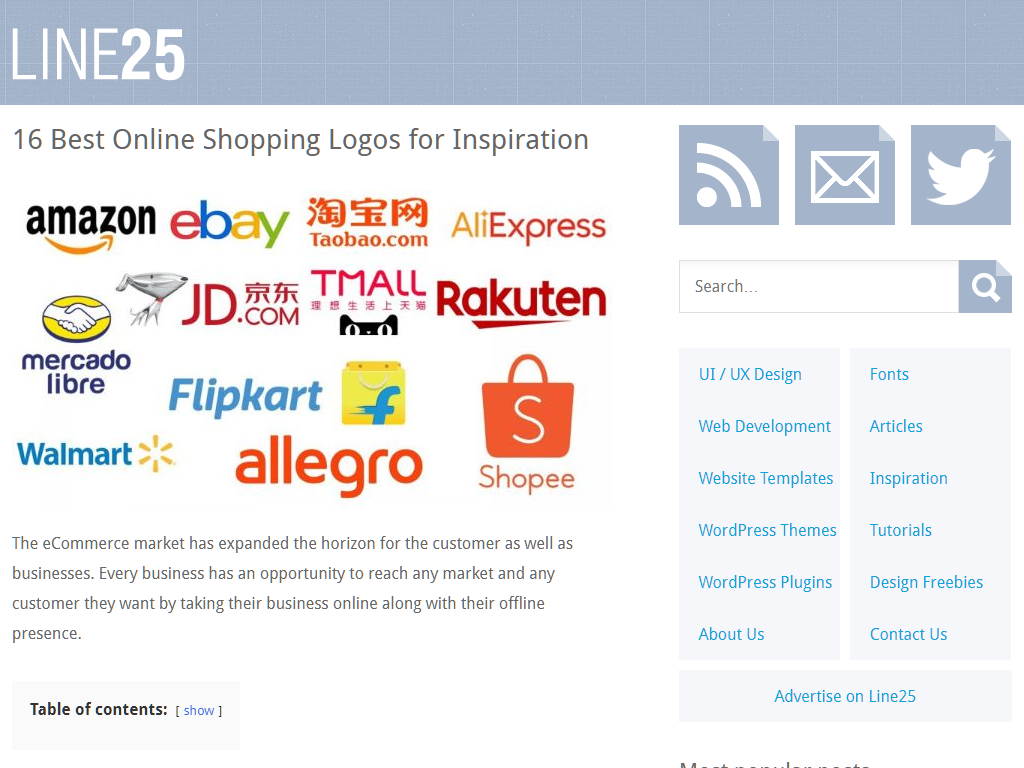 LINE25
16 Best Online Shopping Logos for Inspiration
amazon
ebay
淘宝网
Taobao.com
AliExpress
mercado
libre
JD.COM
京东
TMALL
理想生活上天猫
Rakuten
Flipkart
f
S
Shopee
Walmart
allegro
The eCommerce market has expanded the horizon for the customer as well as
businesses. Every business has an opportunity to reach any market and any
customer they want by taking their business online along with their offline
presence.
Table of contents: [ show ]
Search…
UI / UX Design
Web Development
Website Templates
WordPress Themes
WordPress Plugins
About Us
Fonts
Articles
Inspiration
Tutorials
Design Freebies
Contact Us
Advertise on Line25
Most popular posts